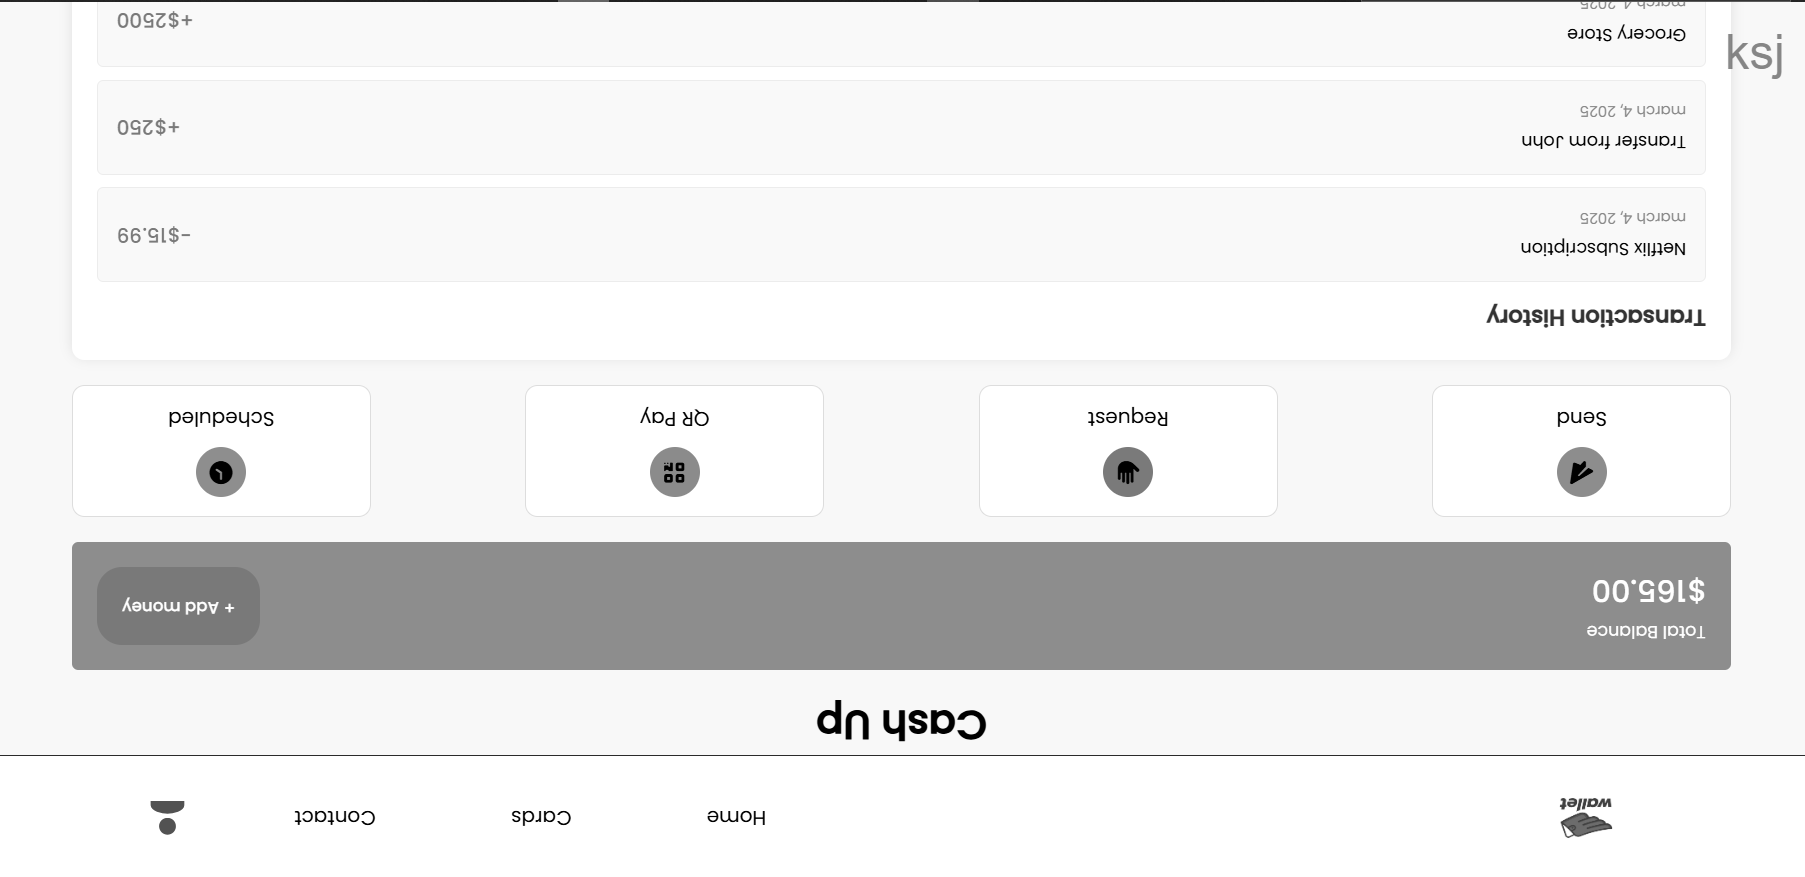 wallet
Home
Cards
Contact
Cash Up
Total Balance
$165.00
+ Add money
Send
Request
QR Pay
Scheduled
Transaction History
Netflix Subscription
march 4, 2025
-$15.99
Transfer from John
march 4, 2025
+$250
Grocery Store
march 4, 2025
+$2500
ksj